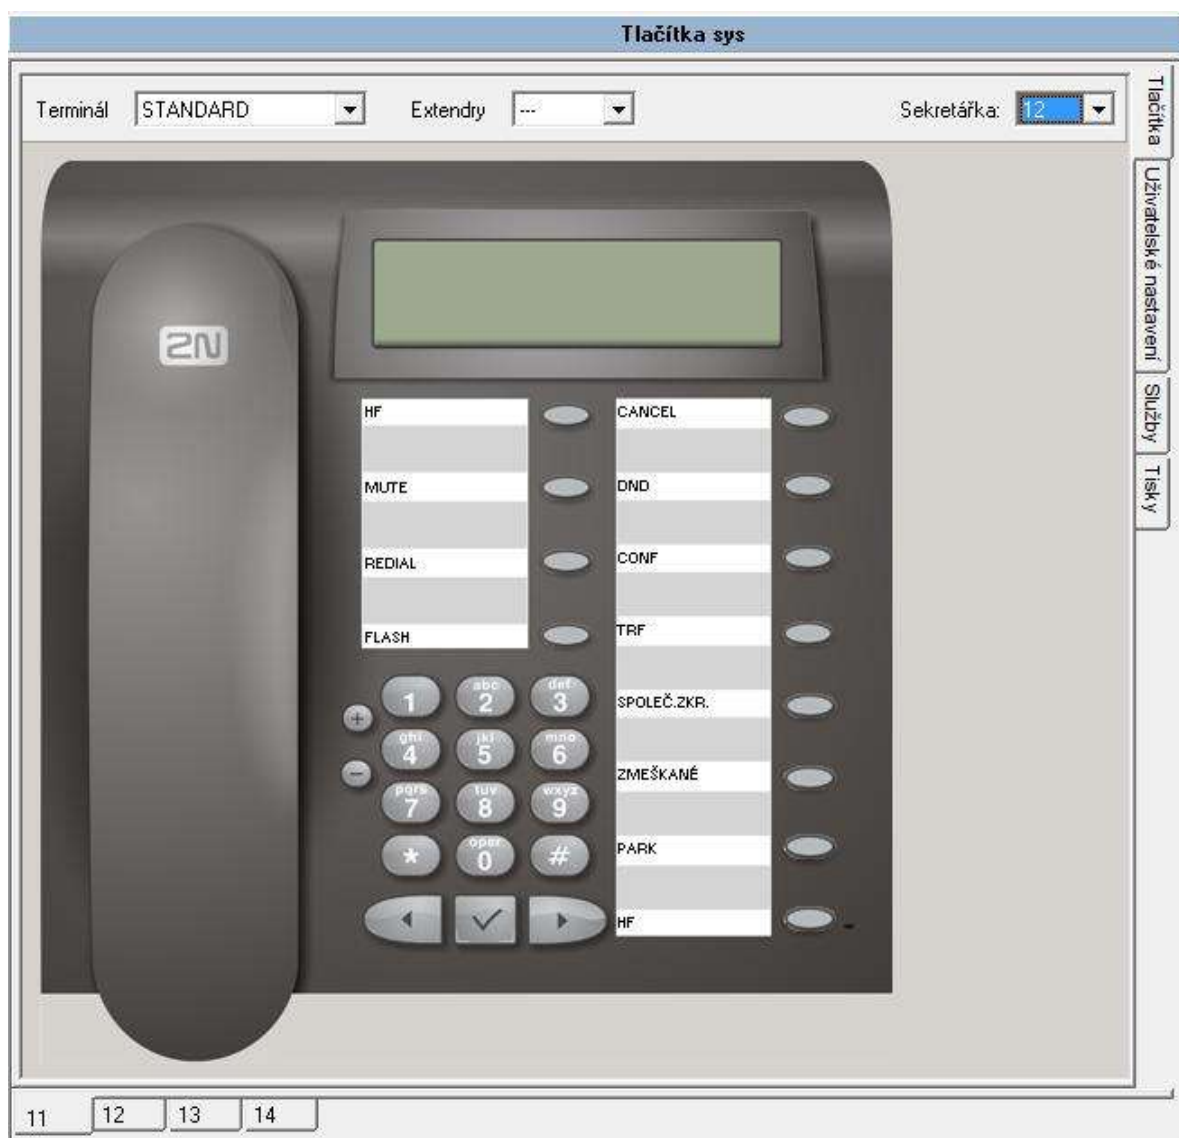 Tlačítka sys
Terminál STANDARD Extendry --- Sekretářka: 12
Tlačítka
Uživatelské nastavení
Služby
Tisky
2N
HF
MUTE
REDIAL
FLASH
CANCEL
DND
CONF
TRF
SPOLEČ.ZKR.
ZMEŠKANÉ
PARK
HF
1 abc 2 def 3
+
ghi 4 jkl 5 mno 6
-
pqrs 7 tuv 8 wxyz 9
* oper 0 #
11 12 13 14